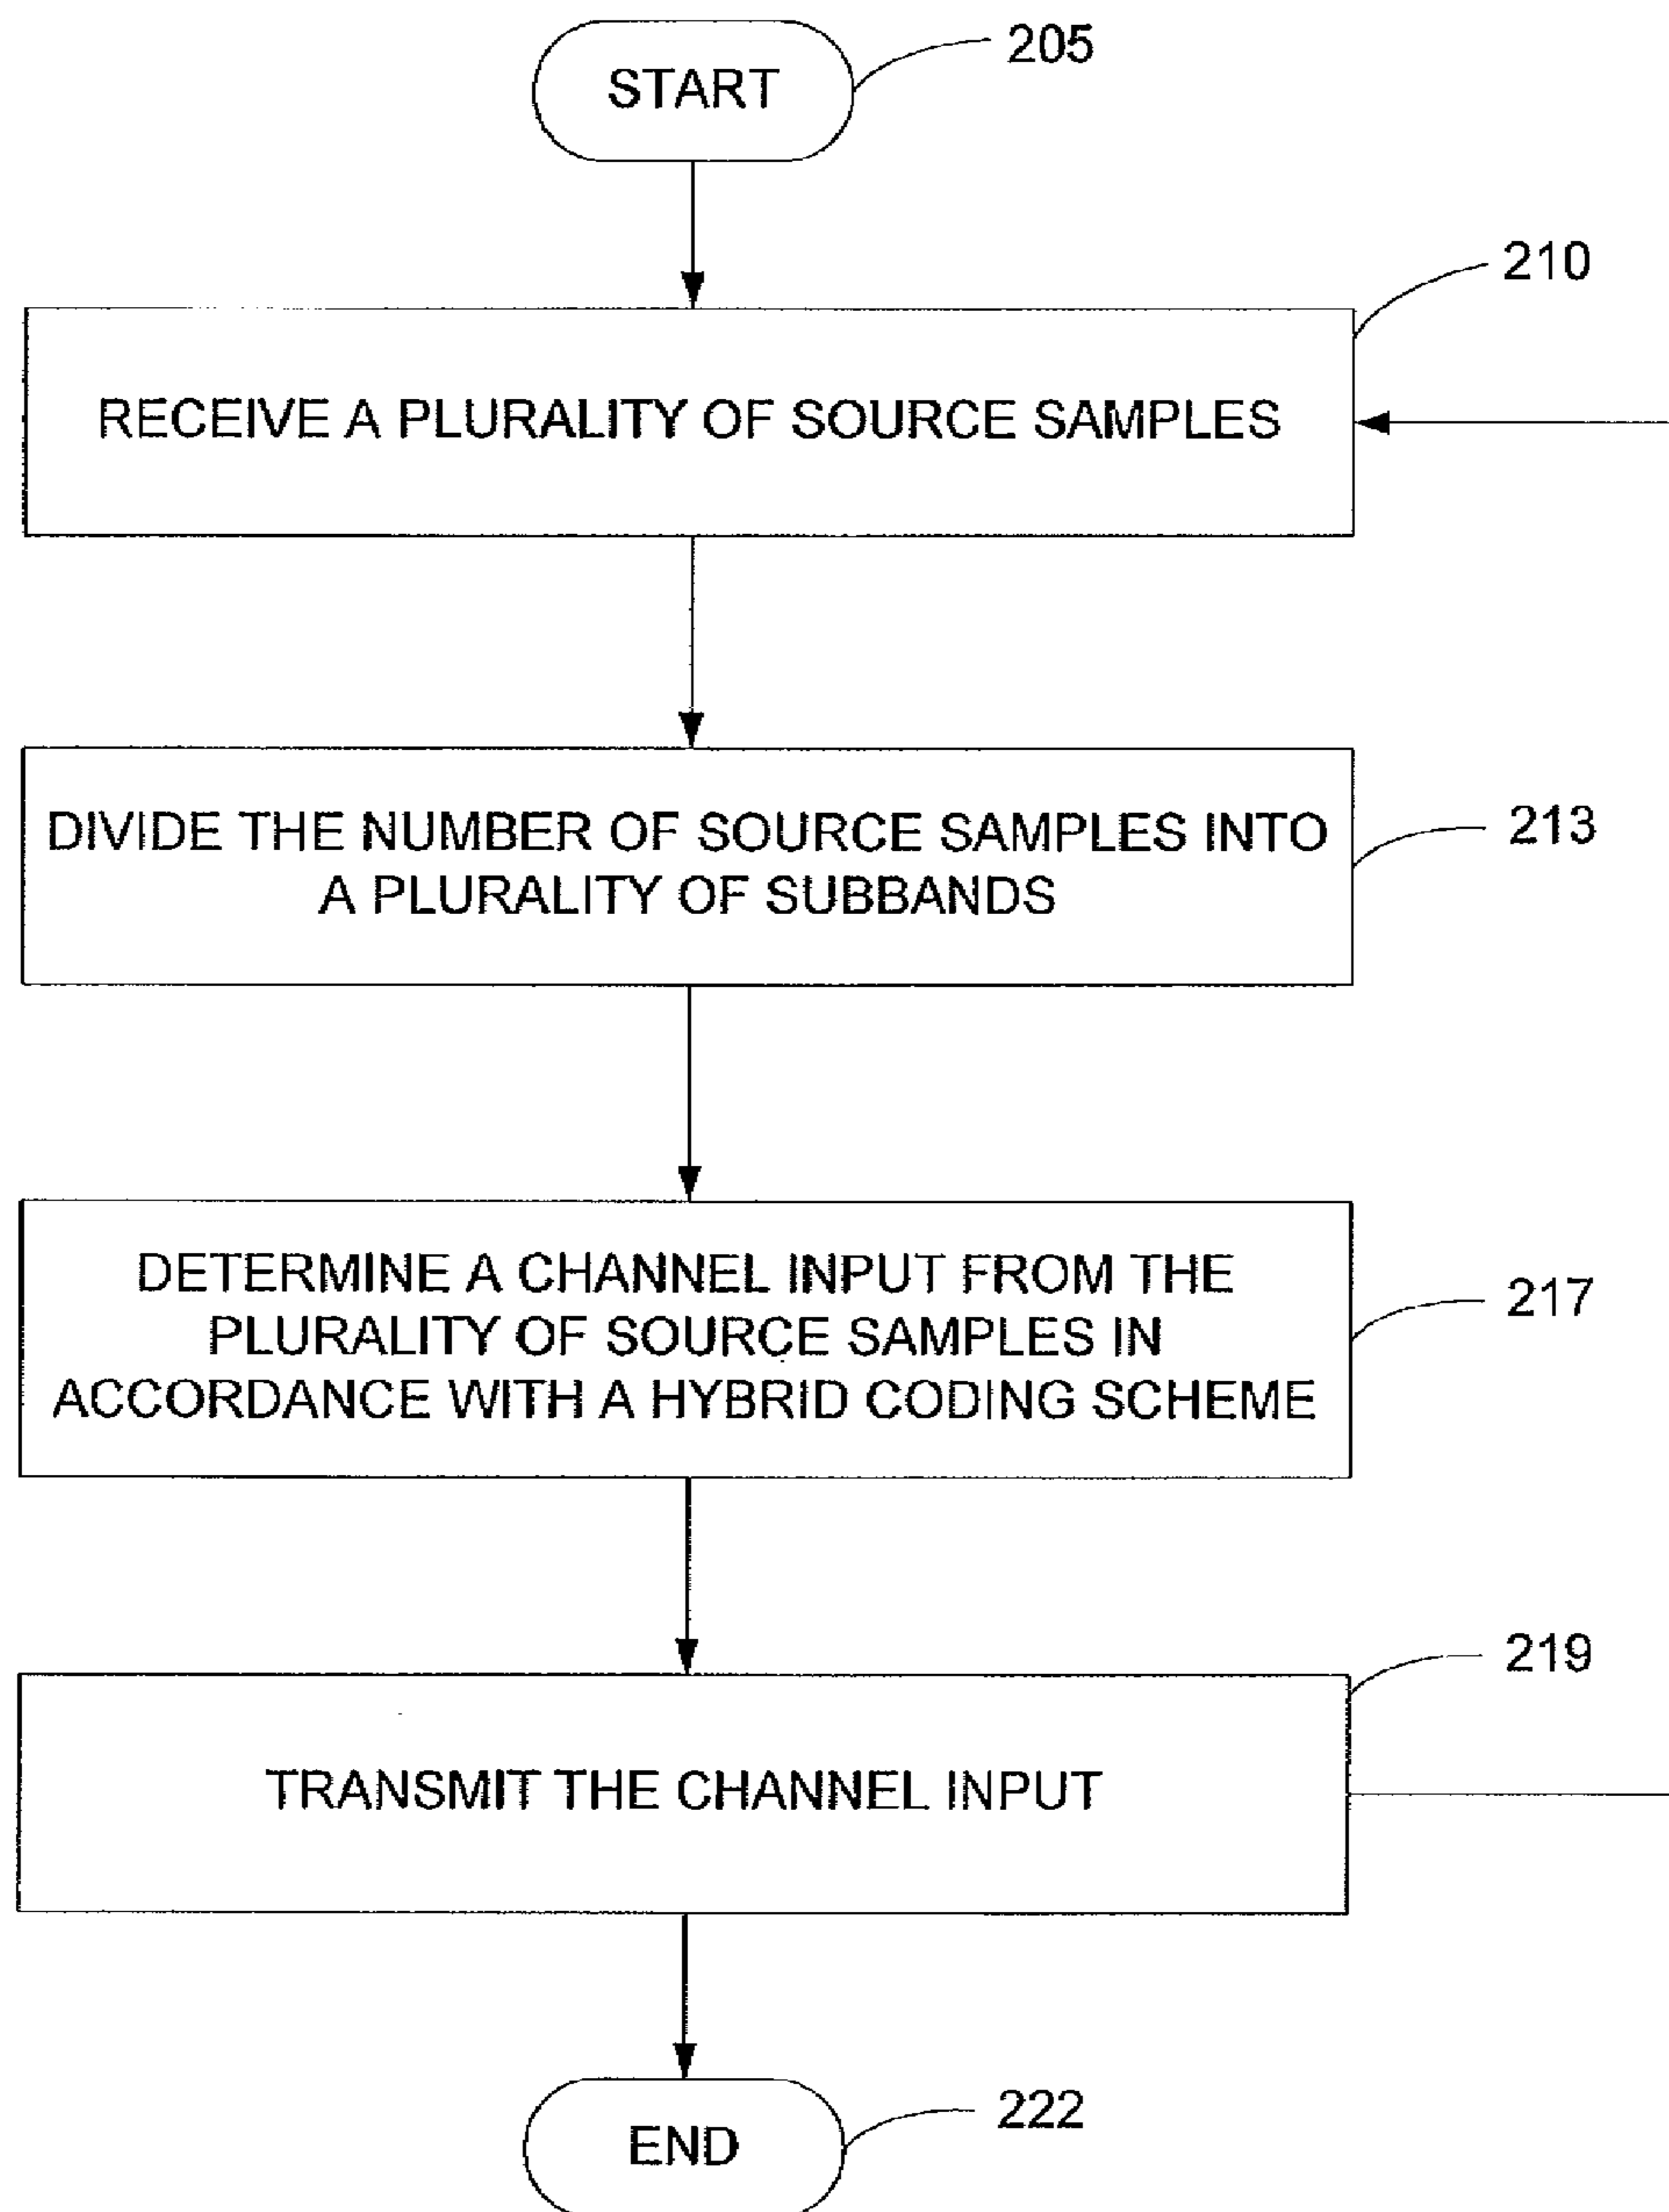 START
205
210
RECEIVE A PLURALITY OF SOURCE SAMPLES
DIVIDE THE NUMBER OF SOURCE SAMPLES INTO
A PLURALITY OF SUBBANDS
213
DETERMINE A CHANNEL INPUT FROM THE
PLURALITY OF SOURCE SAMPLES IN
ACCORDANCE WITH A HYBRID CODING SCHEME
217
219
TRANSMIT THE CHANNEL INPUT
END
222